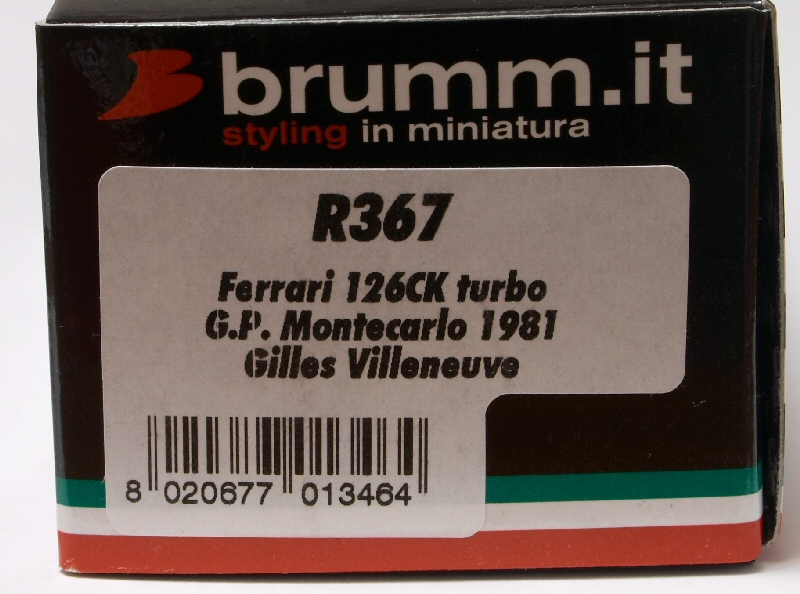 brumm.it
styling in miniatura
R367
Ferrari 126CK turbo
G.P. Montecarlo 1981
Gilles Villeneuve
8 020677 013464